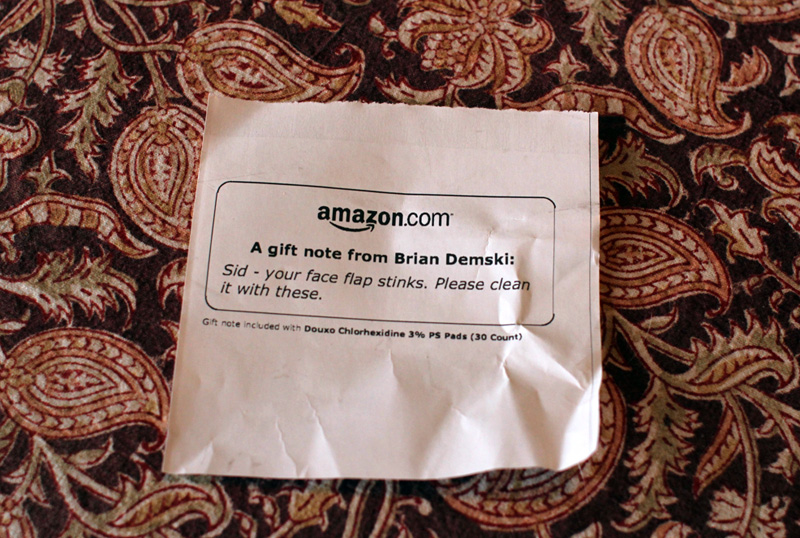 amazon.com
A gift note from Brian Demski:
Sid - your face flap stinks. Please clean
it with these.
Gift note included with Douxo Chlorhexidine 3% PS Pads (30 Count)